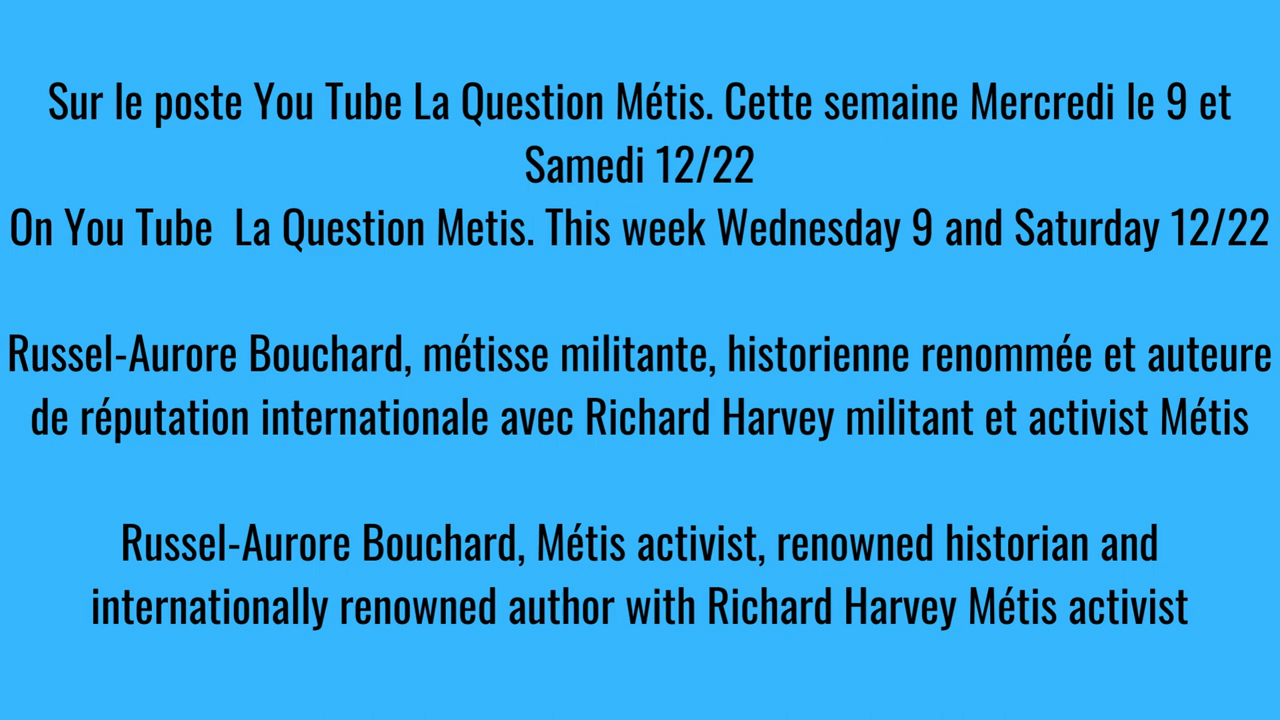 Sur le poste You Tube La Question Métis. Cette semaine Mercredi le 9 et
Samedi 12/22
On You Tube  La Question Metis. This week Wednesday 9 and Saturday 12/22
Russel-Aurore Bouchard, métisse militante, historienne renommée et auteure
de réputation internationale avec Richard Harvey militant et activist Métis
Russel-Aurore Bouchard, Métis activist, renowned historian and
internationally renowned author with Richard Harvey Métis activist